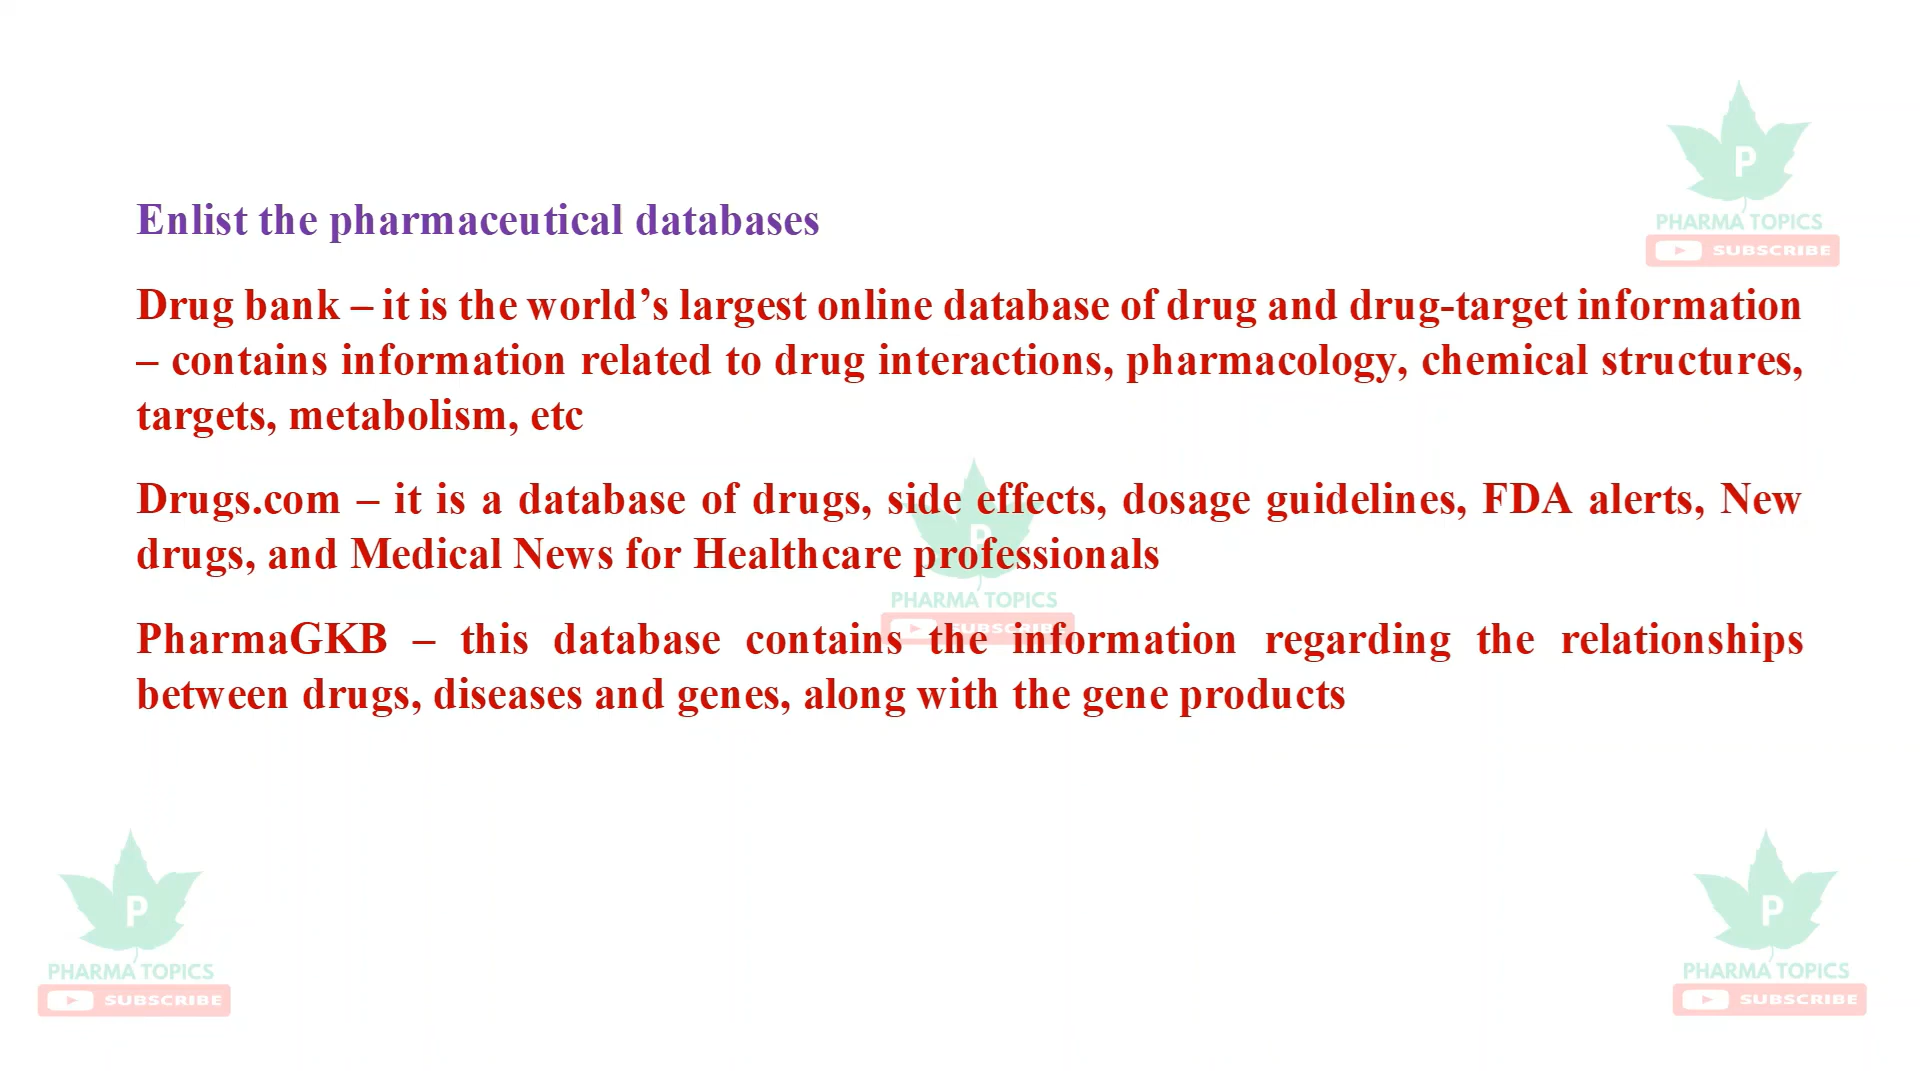 P
PHARMA TOPICS
SUBSCRIBE
Enlist the pharmaceutical databases
Drug bank – it is the world’s largest online database of drug and drug-target information
– contains information related to drug interactions, pharmacology, chemical structures,
targets, metabolism, etc
Drugs.com – it is a database of drugs, side effects, dosage guidelines, FDA alerts, New
drugs, and Medical News for Healthcare professionals
P
PHARMA TOPICS
SUBSCRIBE
PharmaGKB – this database contains the information regarding the relationships
between drugs, diseases and genes, along with the gene products
P
PHARMA TOPICS
SUBSCRIBE
P
PHARMA TOPICS
SUBSCRIBE